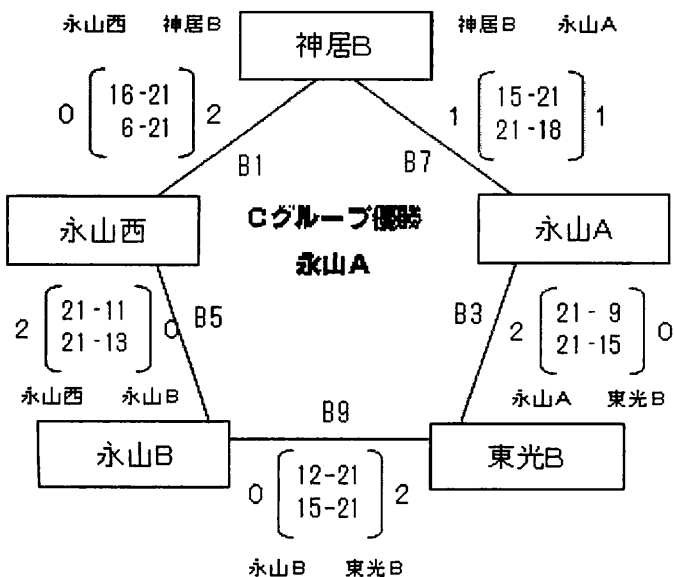 永山西 神居B
神居B
神居B 永山A
0 16-21 2
6-21
1 15-21 1
21-18
B1
B7
永山西
Cグループ優勝
永山A
永山A
2 21-11 0
21-13
B5
B3
2 21- 9 0
21-15
永山西 永山B
永山A 東光B
B9
永山B
東光B
0 12-21 2
15-21
永山B 東光B